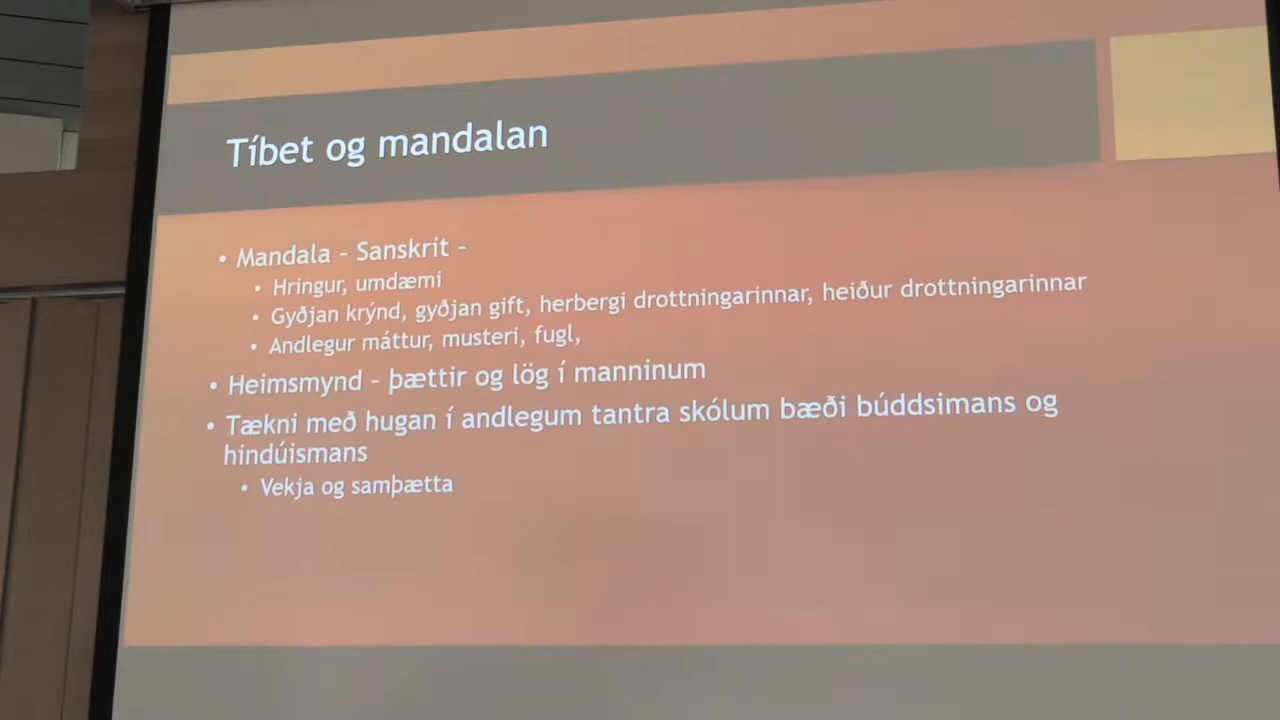 Tíbet og mandalan
• Mandala – Sanskrit –
• Hringur, umdæmi
• Gyðjan krýnd, gyðjan gift, herbergi drottningarinnar, heiður drottningarinnar
• Andlegur máttur, musteri, fugl,
• Heimsmynd – þættir og lög í manninum
• Tækni með hugan í andlegum tantra skólum bæði búddsimans og
hindúismans
• Vekja og samþætta